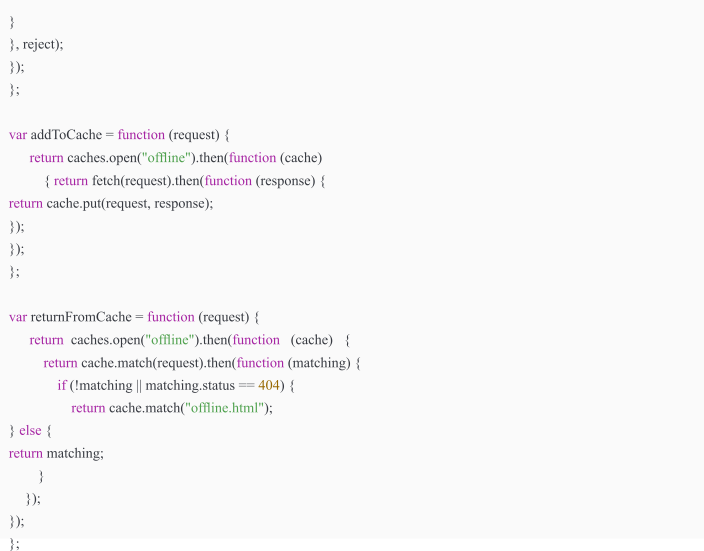 }
}, reject);
});
};
var addToCache = function (request) {
return caches.open("offline").then(function (cache)
{ return fetch(request).then(function (response) {
return cache.put(request, response);
});
});
};
var returnFromCache = function (request) {
return caches.open("offline").then(function (cache) {
return cache.match(request).then(function (matching) {
if (!matching || matching.status == 404) {
return cache.match("offline.html");
} else {
return matching;
}
});
});
};